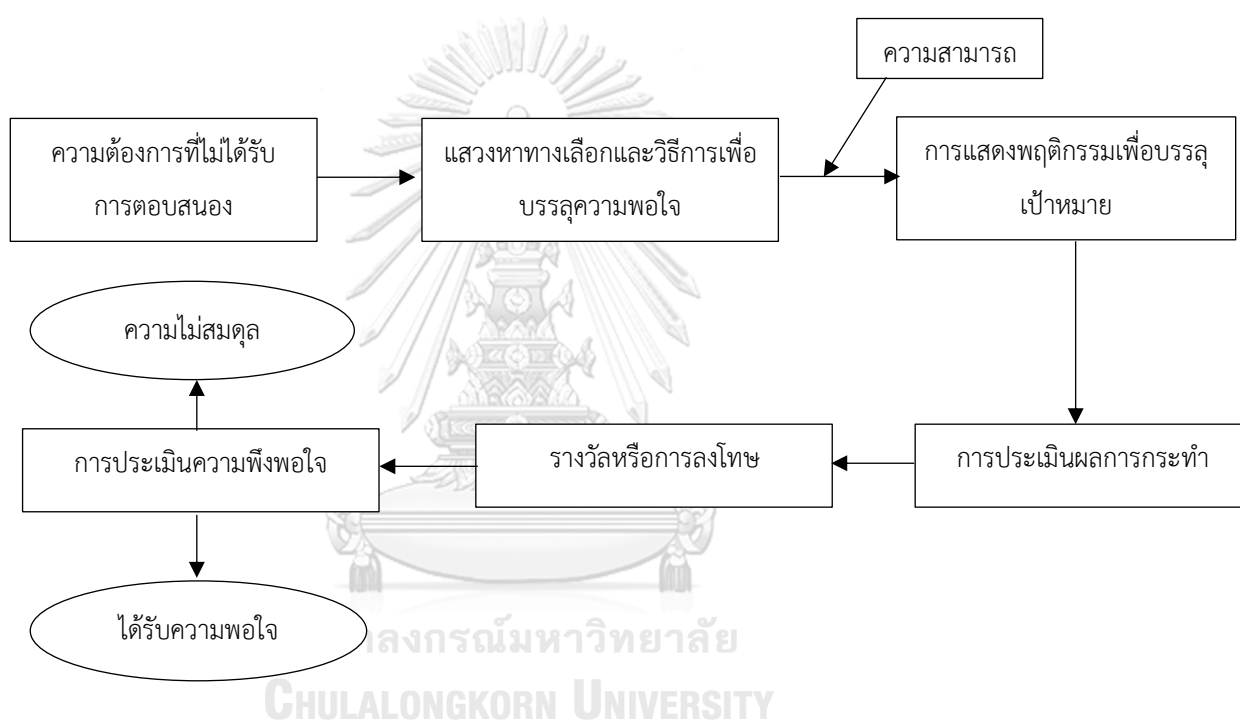 ความสามารถ
ความต้องการที่ไม่ได้รับ
การตอบสนอง
แสวงหาทางเลือกและวิธีการเพื่อ
บรรลุความพอใจ
การแสดงพฤติกรรมเพื่อบรรลุ
เป้าหมาย
ความไม่สมดุล
การประเมินความพึงพอใจ
รางวัลหรือการลงโทษ
การประเมินผลการกระทำ
ได้รับความพอใจ
ลงกรณ์มหาวิทยาลัย
CHULALONGKORN UNIVERSITY